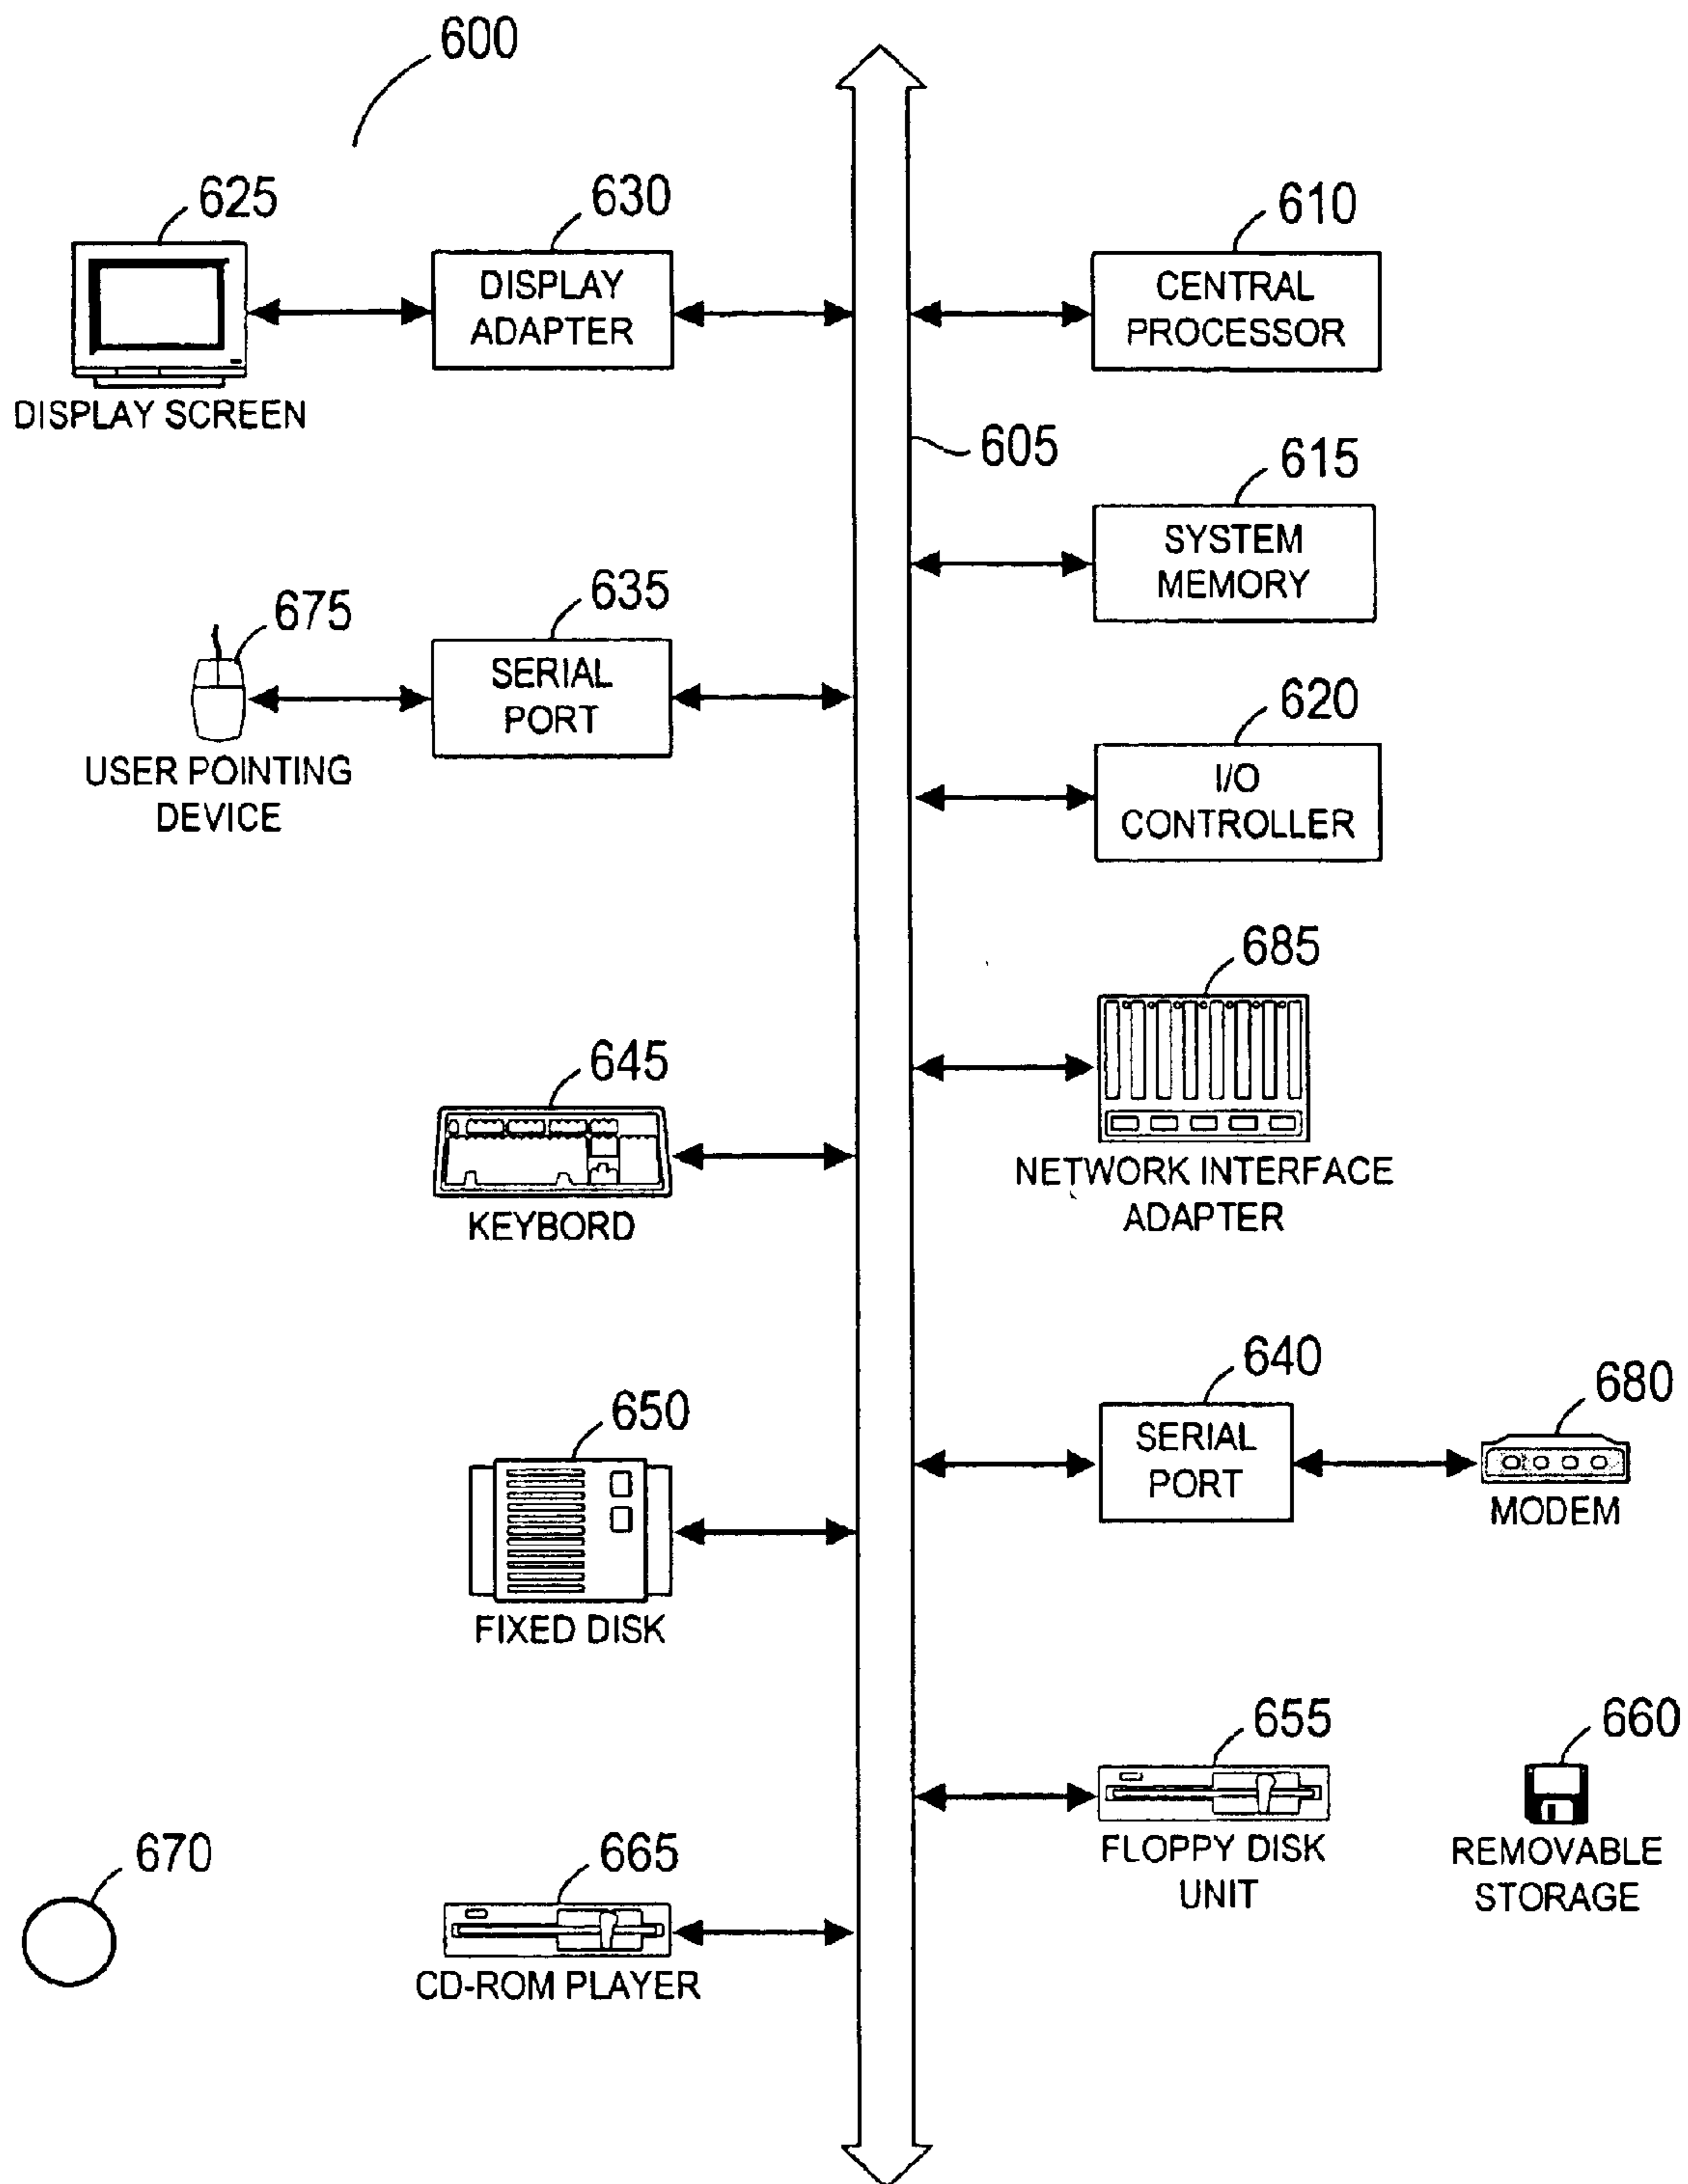 600
625
630
610
DISPLAY
ADAPTER
CENTRAL
PROCESSOR
DISPLAY SCREEN
605
615
SYSTEM
MEMORY
675
635
SERIAL
PORT
USER POINTING
DEVICE
620
I/O
CONTROLLER
685
NETWORK INTERFACE
ADAPTER
645
KEYBORD
640
SERIAL
PORT
680
MODEM
650
FIXED DISK
655
FLOPPY DISK
UNIT
660
REMOVABLE
STORAGE
670
665
CD-ROM PLAYER